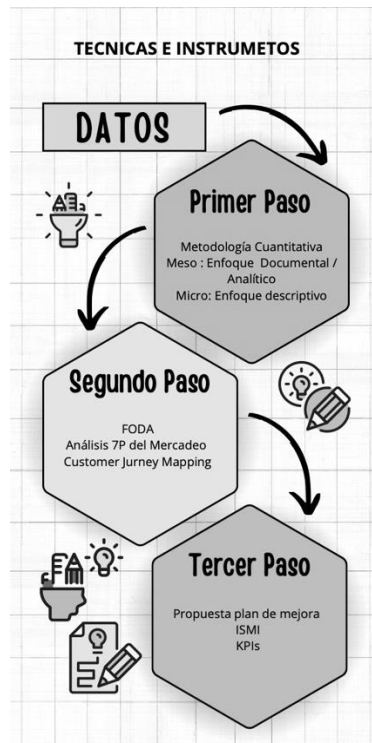 TECNICAS E INSTRUMETOS
DATOS
Primer Paso
Metodología Cuantitativa
Meso : Enfoque Documental /
Analítico
Micro: Enfoque descriptivo
Segundo Paso
FODA
Análisis 7P del Mercadeo
Customer Jurney Mapping
Tercer Paso
Propuesta plan de mejora
ISMI
KPIs